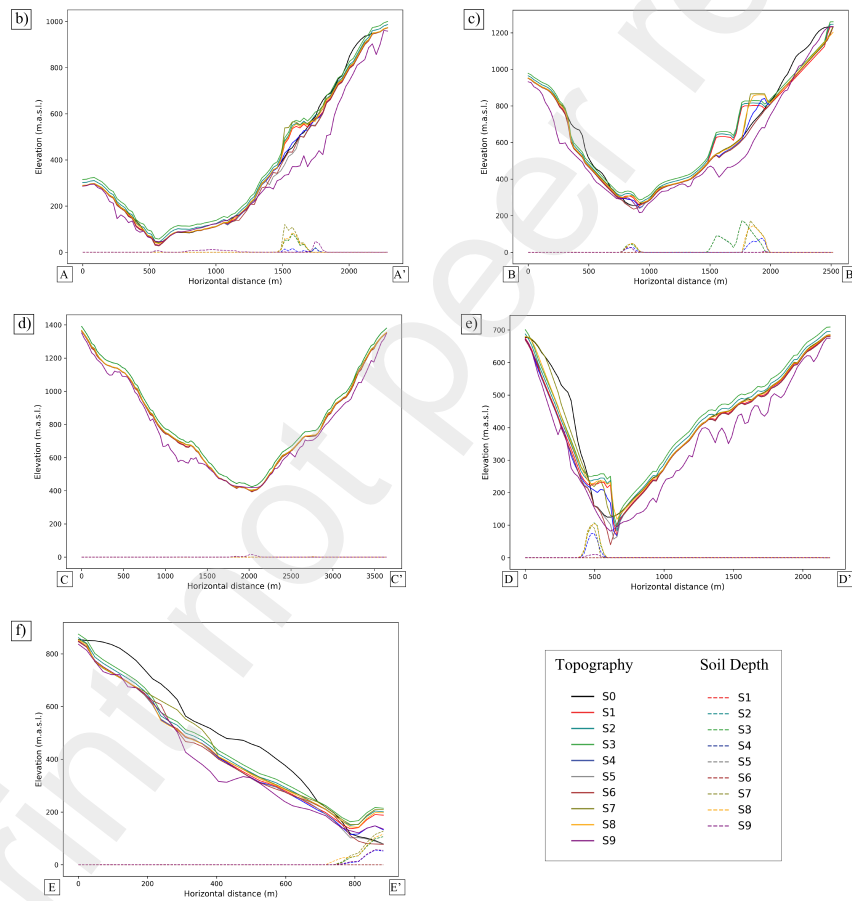 b)
1000
800
600
400
200
0
Elevation (m.a.s.l.)
0
500
1000
1500
2000
A
Horizontal distance (m)
A'
c)
1200
1000
800
600
400
200
0
Elevation (m.a.s.l.)
0
500
1000
1500
2000
2500
B
Horizontal distance (m)
B
d)
1400
1200
1000
800
600
400
200
0
Elevation (m.a.s.l.)
0
500
1000
1500
2000
2500
3000
3500
C
Horizontal distance (m)
C'
e)
700
600
500
400
300
200
100
0
Elevation (m.a.s.l.)
0
500
1000
1500
2000
D
Horizontal distance (m)
D'
f)
800
600
400
200
0
Elevation (m.a.s.l.)
0
200
400
600
800
E
Horizontal distance (m)
E'
Topography
S0
S1
S2
S3
S4
S5
S6
S7
S8
S9
Soil Depth
S1
S2
S3
S4
S5
S6
S7
S8
S9
rint not peer re